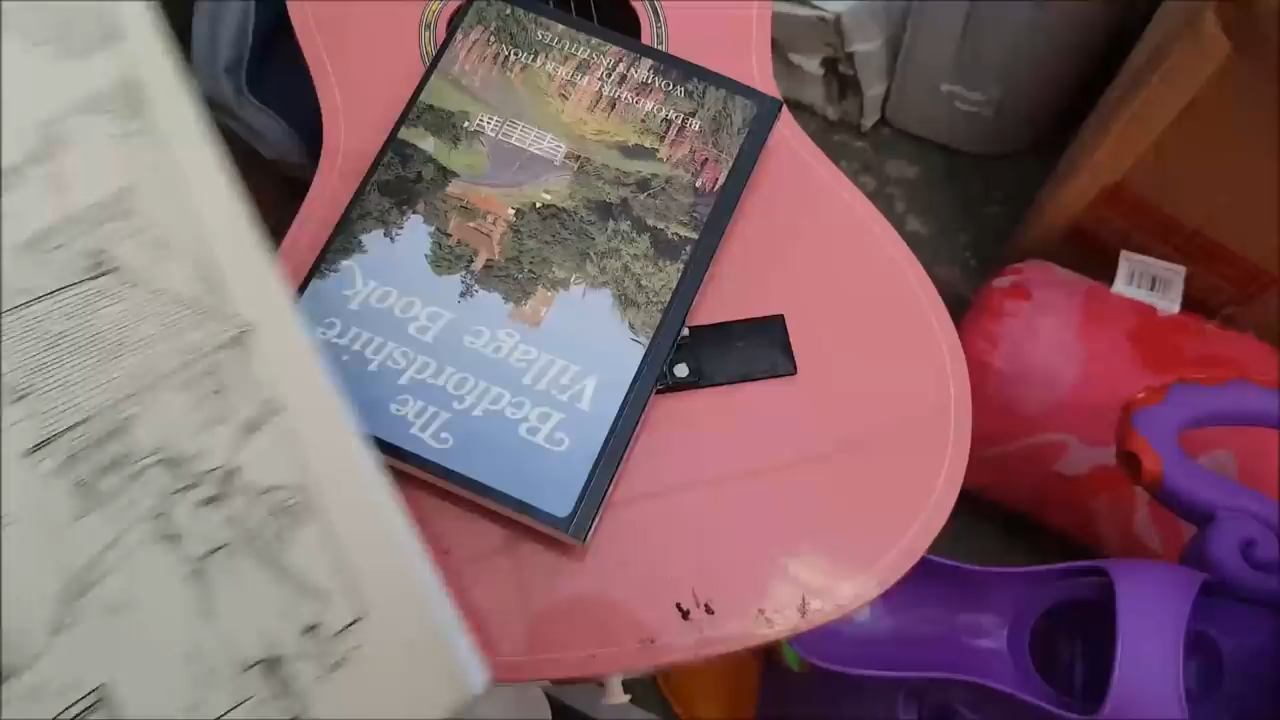 The
Bedfordshire
Village Book
BEDFORDSHIRE FEDERATION
OF
WOMEN'S INSTITUTES